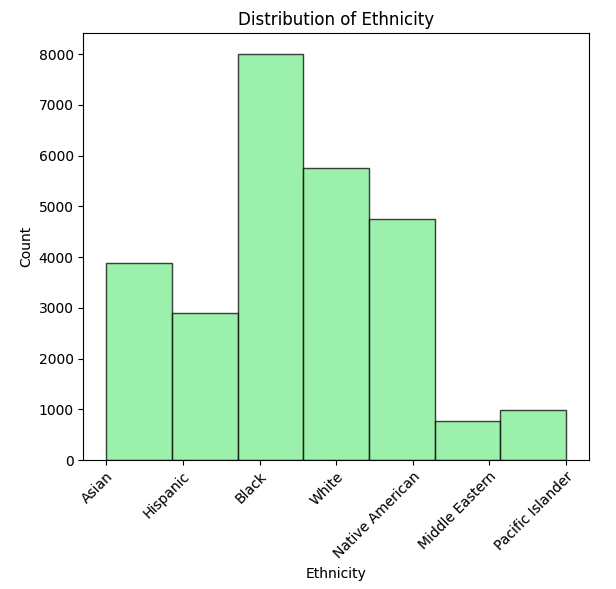 Distribution of Ethnicity
Count
8000
7000
6000
5000
4000
3000
2000
1000
0
Asian
Hispanic
Black
White
Native American
Middle Eastern
Pacific Islander
Ethnicity